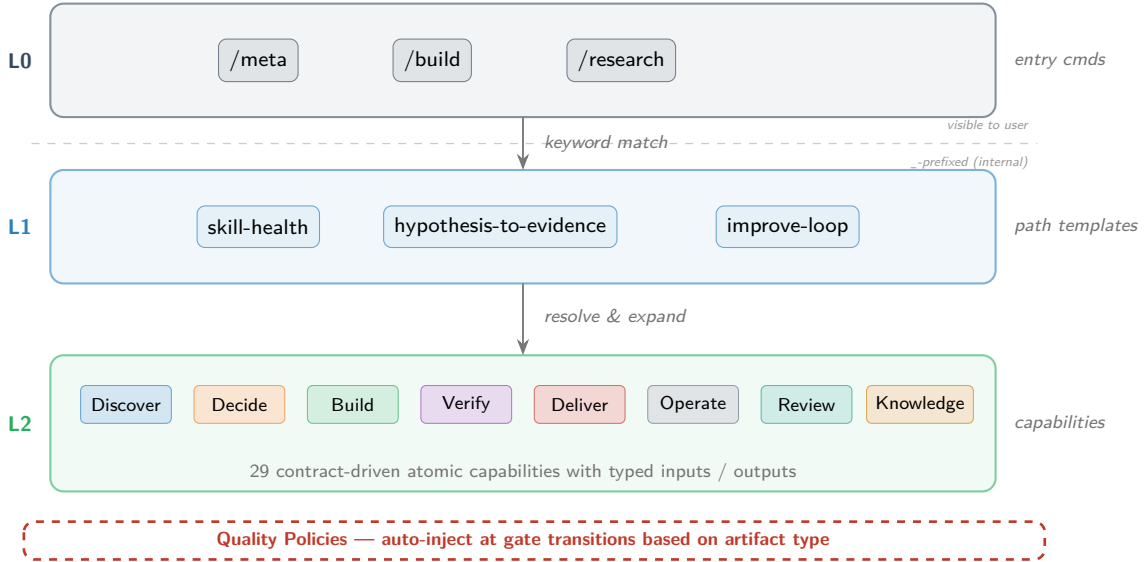 L0
/meta
/build
/research
entry cmds
visible to user
keyword match
_-prefixed (internal)
L1
skill-health
hypothesis-to-evidence
improve-loop
path templates
resolve & expand
L2
Discover
Decide
Build
Verify
Deliver
Operate
Review
Knowledge
capabilities
29 contract-driven atomic capabilities with typed inputs / outputs
Quality Policies — auto-inject at gate transitions based on artifact type